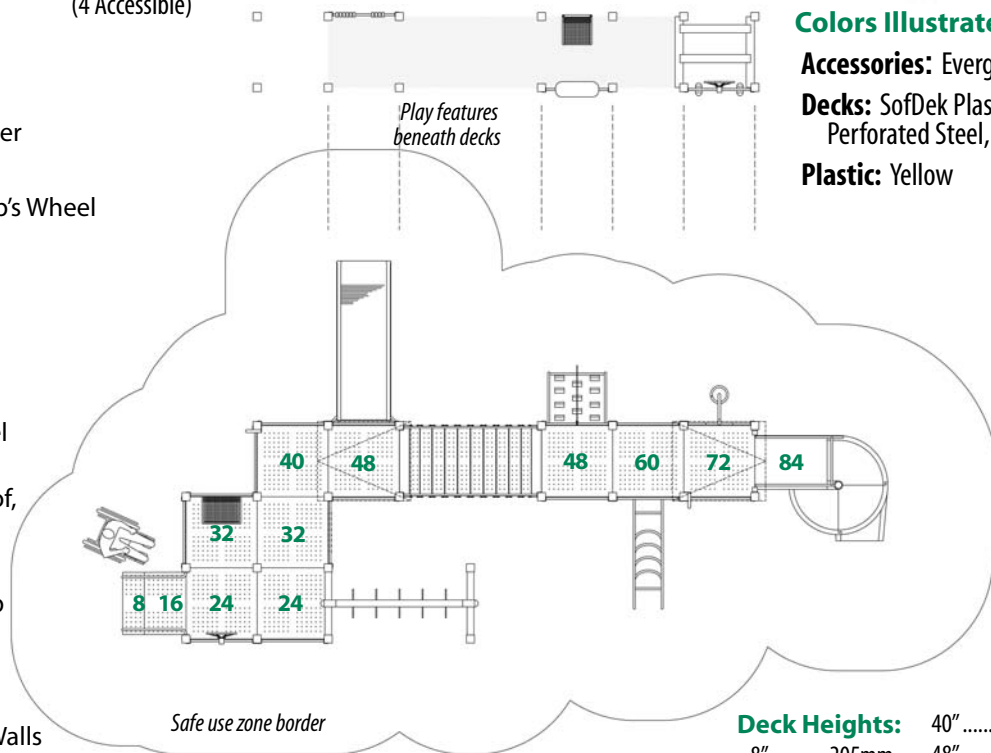 (4 Accessible)
Play features
beneath decks
Colors Illustrate
Accessories: Everg
Decks: SofDek Plas
Perforated Steel,
Plastic: Yellow
er
's Wheel
40
48
48
60
72
84
32
32
8
16
24
24
Safe use zone border
of,
Walls
Deck Heights:
40"
8"
205mm
48"